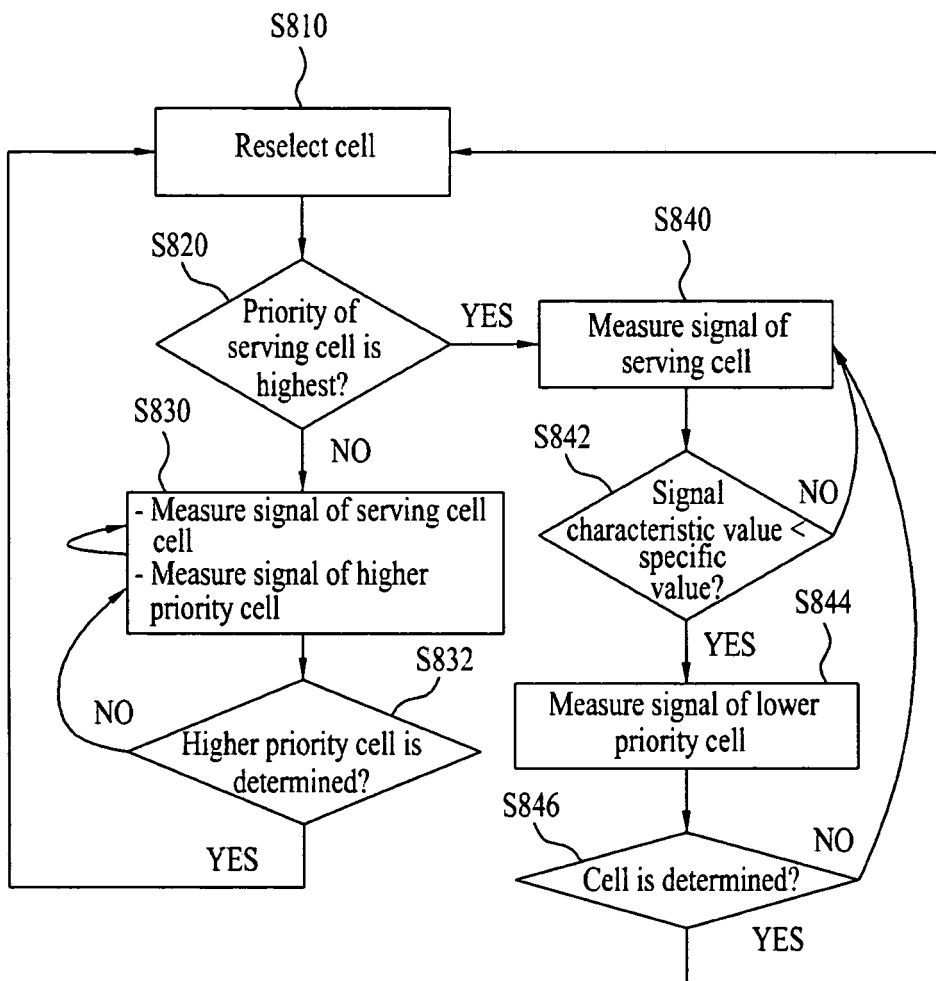 S810
Reselect cell
S820
Priority of
serving cell is
highest?
YES
S840
Measure signal of
serving cell
NO
S830
- Measure signal of serving cell
cell
- Measure signal of higher
priority cell
S842
Signal
characteristic value <
specific
value?
NO
YES
S832
Higher priority cell is
determined?
NO
YES
S844
Measure signal of lower
priority cell
S846
Cell is determined?
NO
YES